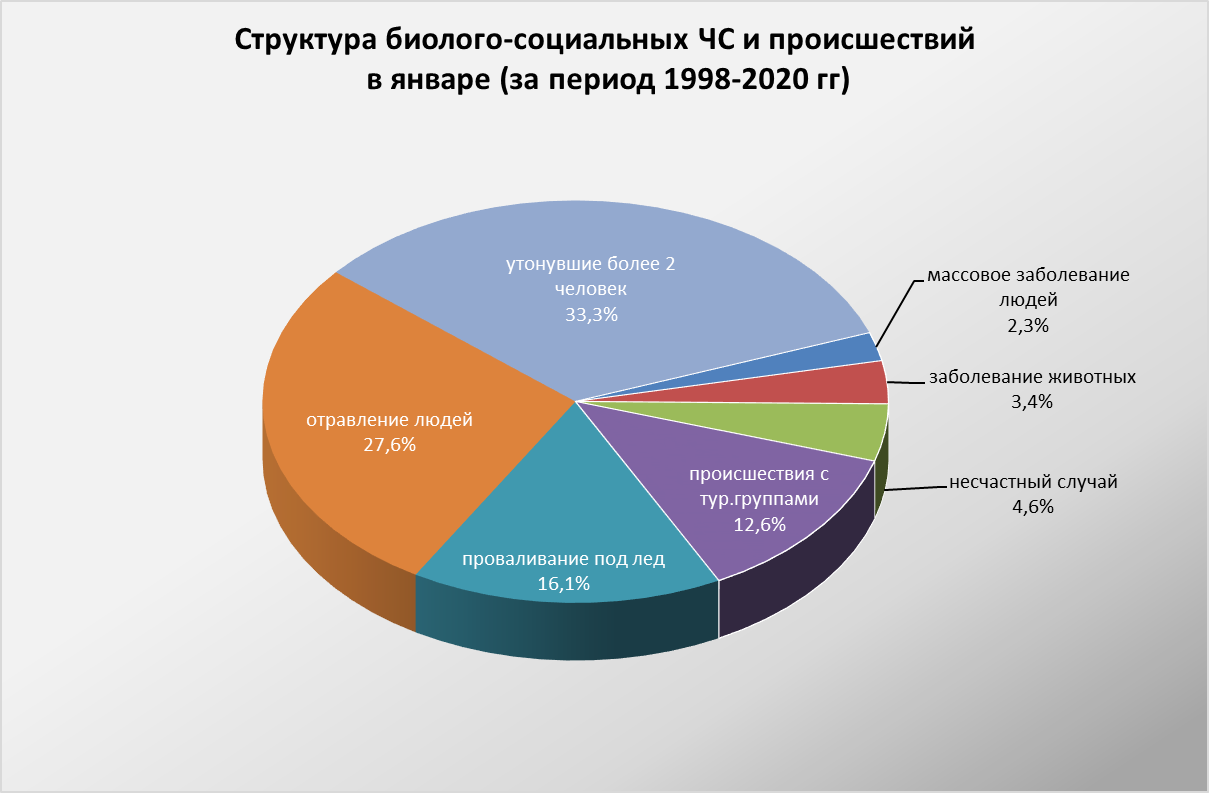 Структура биолого-социальных ЧС и происшествий
в январе (за период 1998-2020 гг)
утонувшие более 2
человек
33,3%
массовое заболевание
людей
2,3%
заболевание животных
3,4%
несчастный случай
4,6%
происшествия с
тур.группами
12,6%
проваливание под лед
16,1%
отравление людей
27,6%